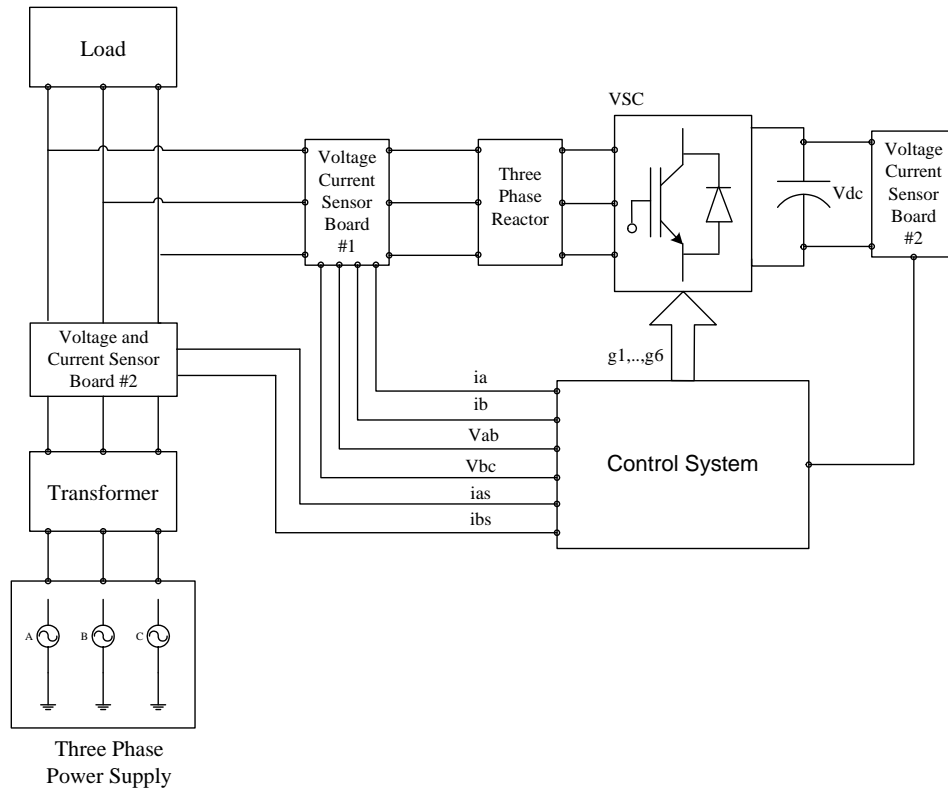 Load
VSC
Voltage
Current
Sensor
Board
#1
Three
Phase
Reactor
Vdc
Voltage
Current
Sensor
Board
#2
Voltage and
Current Sensor
Board #2
g1,..,g6
ia
ib
Vab
Vbc
ias
ibs
Control System
Transformer
A
B
C
Three Phase
Power Supply